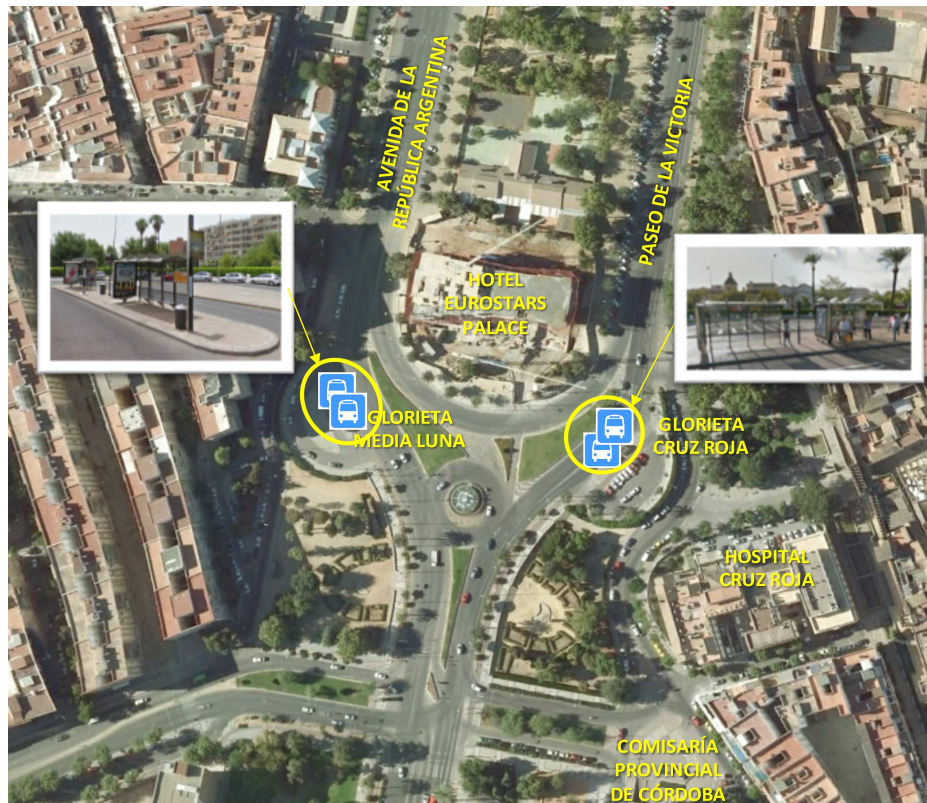 AVENIDA DE LA
REPÚBLICA ARGENTINA
PASEO DE LA VICTORIA
HOTEL
EUROSTARS
PALACE
GLORIETA
MEDIA LUNA
GLORIETA
CRUZ ROJA
HOSPITAL
CRUZ ROJA
COMISARÍA
PROVINCIAL
DE CÓRDOBA